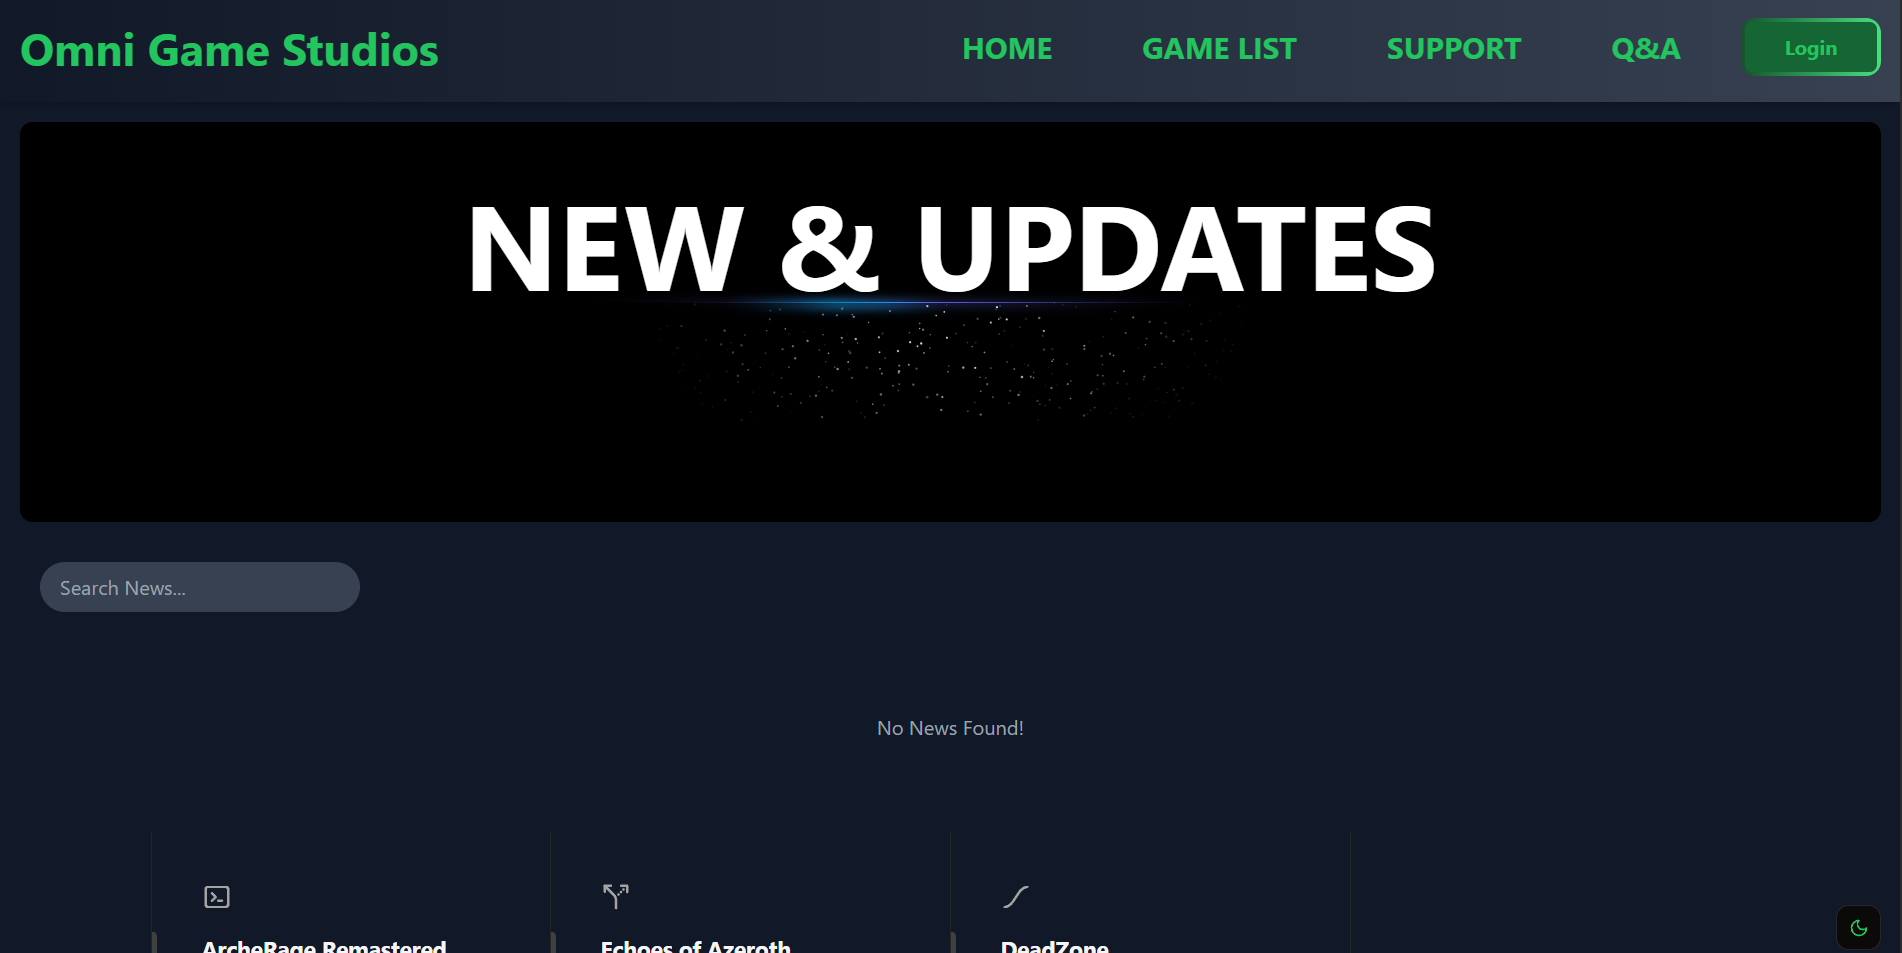 Omni Game Studios
HOME
GAME LIST
SUPPORT
Q&A
Login
NEW & UPDATES
Search News...
No News Found!
ArcheRage Remastered
Echoes of Azeroth
DeadZone